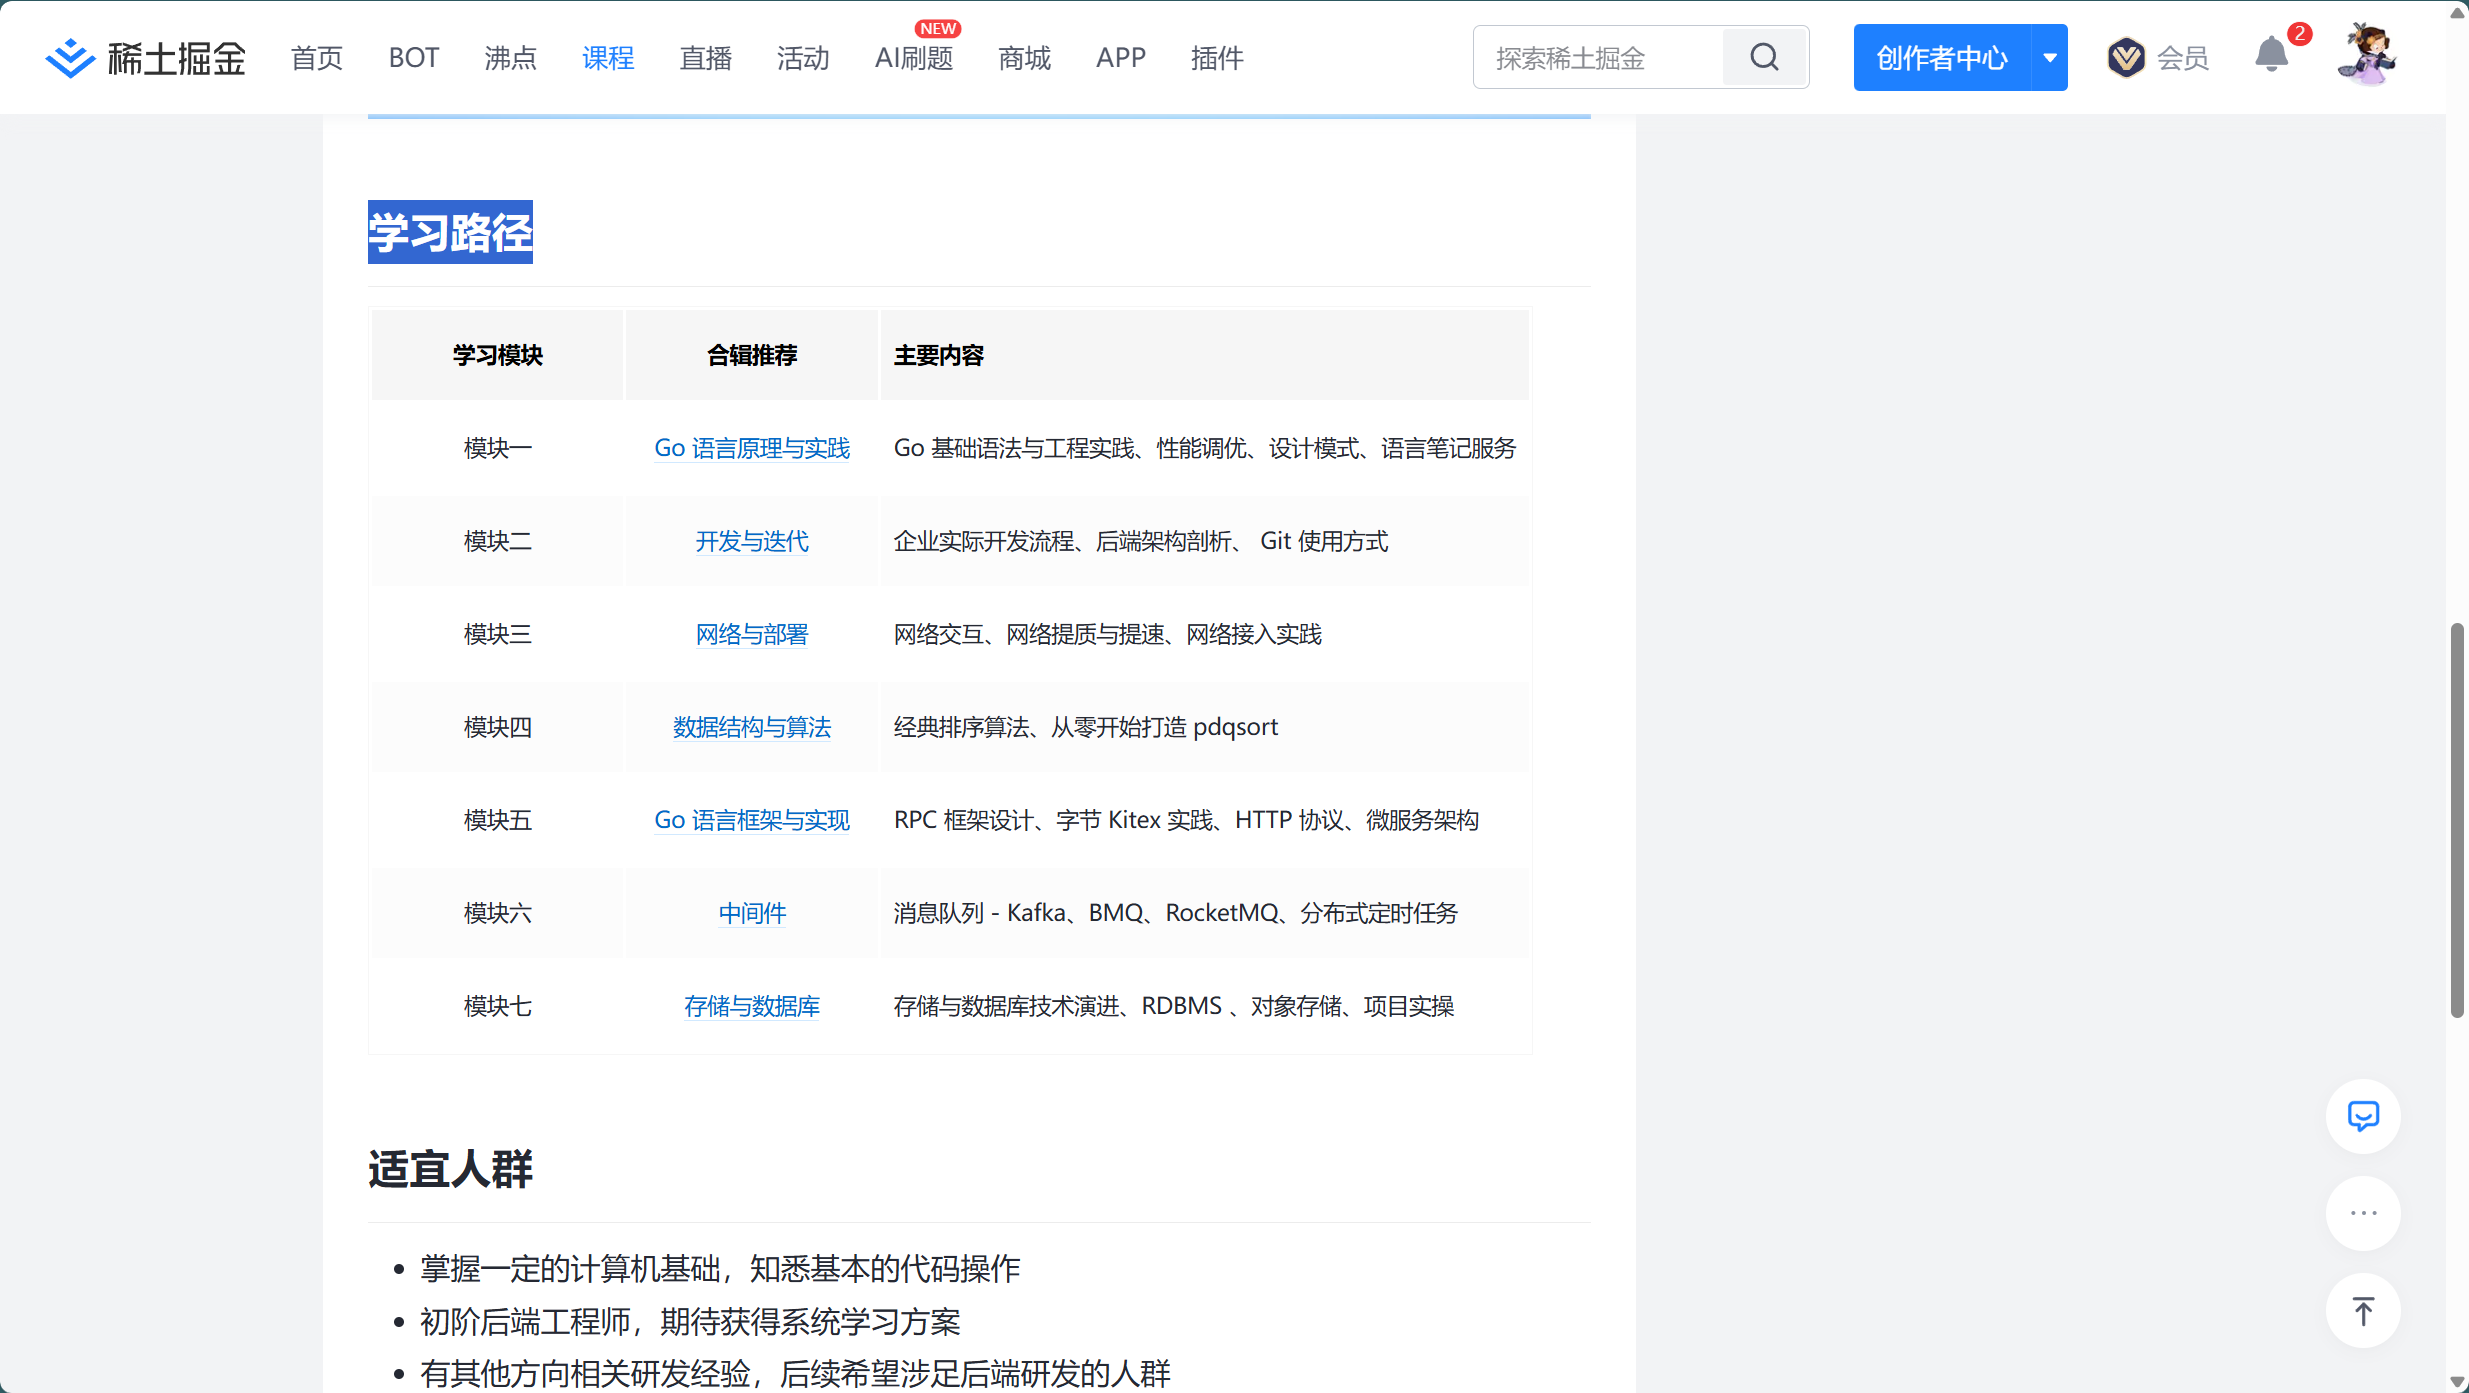 稀土掘金 首页 BOT 沸点 课程 直播 活动 AI刷题 NEW 商城 APP 插件 探索稀土掘金 创作者中心 会员 2
学习路径
学习模块 合辑推荐 主要内容
模块一 Go 语言原理与实践 Go 基础语法与工程实践、性能调优、设计模式、语言笔记服务
模块二 开发与迭代 企业实际开发流程、后端架构剖析、 Git 使用方式
模块三 网络与部署 网络交互、网络提质与提速、网络接入实践
模块四 数据结构与算法 经典排序算法、从零开始打造 pdqsort
模块五 Go 语言框架与实现 RPC 框架设计、字节 Kitex 实践、HTTP 协议、微服务架构
模块六 中间件 消息队列 - Kafka、BMQ、RocketMQ、分布式定时任务
模块七 存储与数据库 存储与数据库技术演进、RDBMS 、对象存储、项目实操
适宜人群
• 掌握一定的计算机基础，知悉基本的代码操作
• 初阶后端工程师，期待获得系统学习方案
• 有其他方向相关研发经验，后续希望涉足后端研发的人群